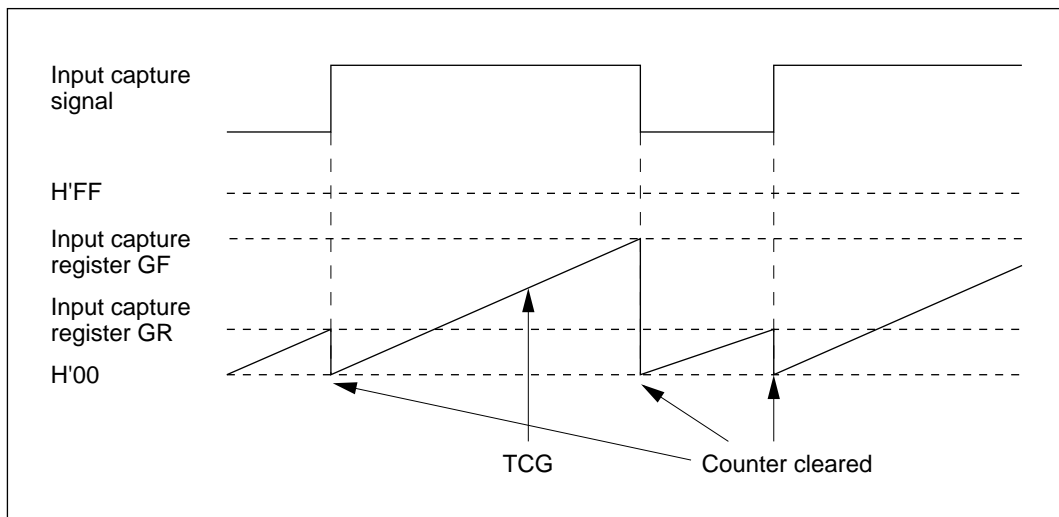 Input capture
signal
H'FF
Input capture
register GF
Input capture
register GR
H'00
TCG
Counter cleared